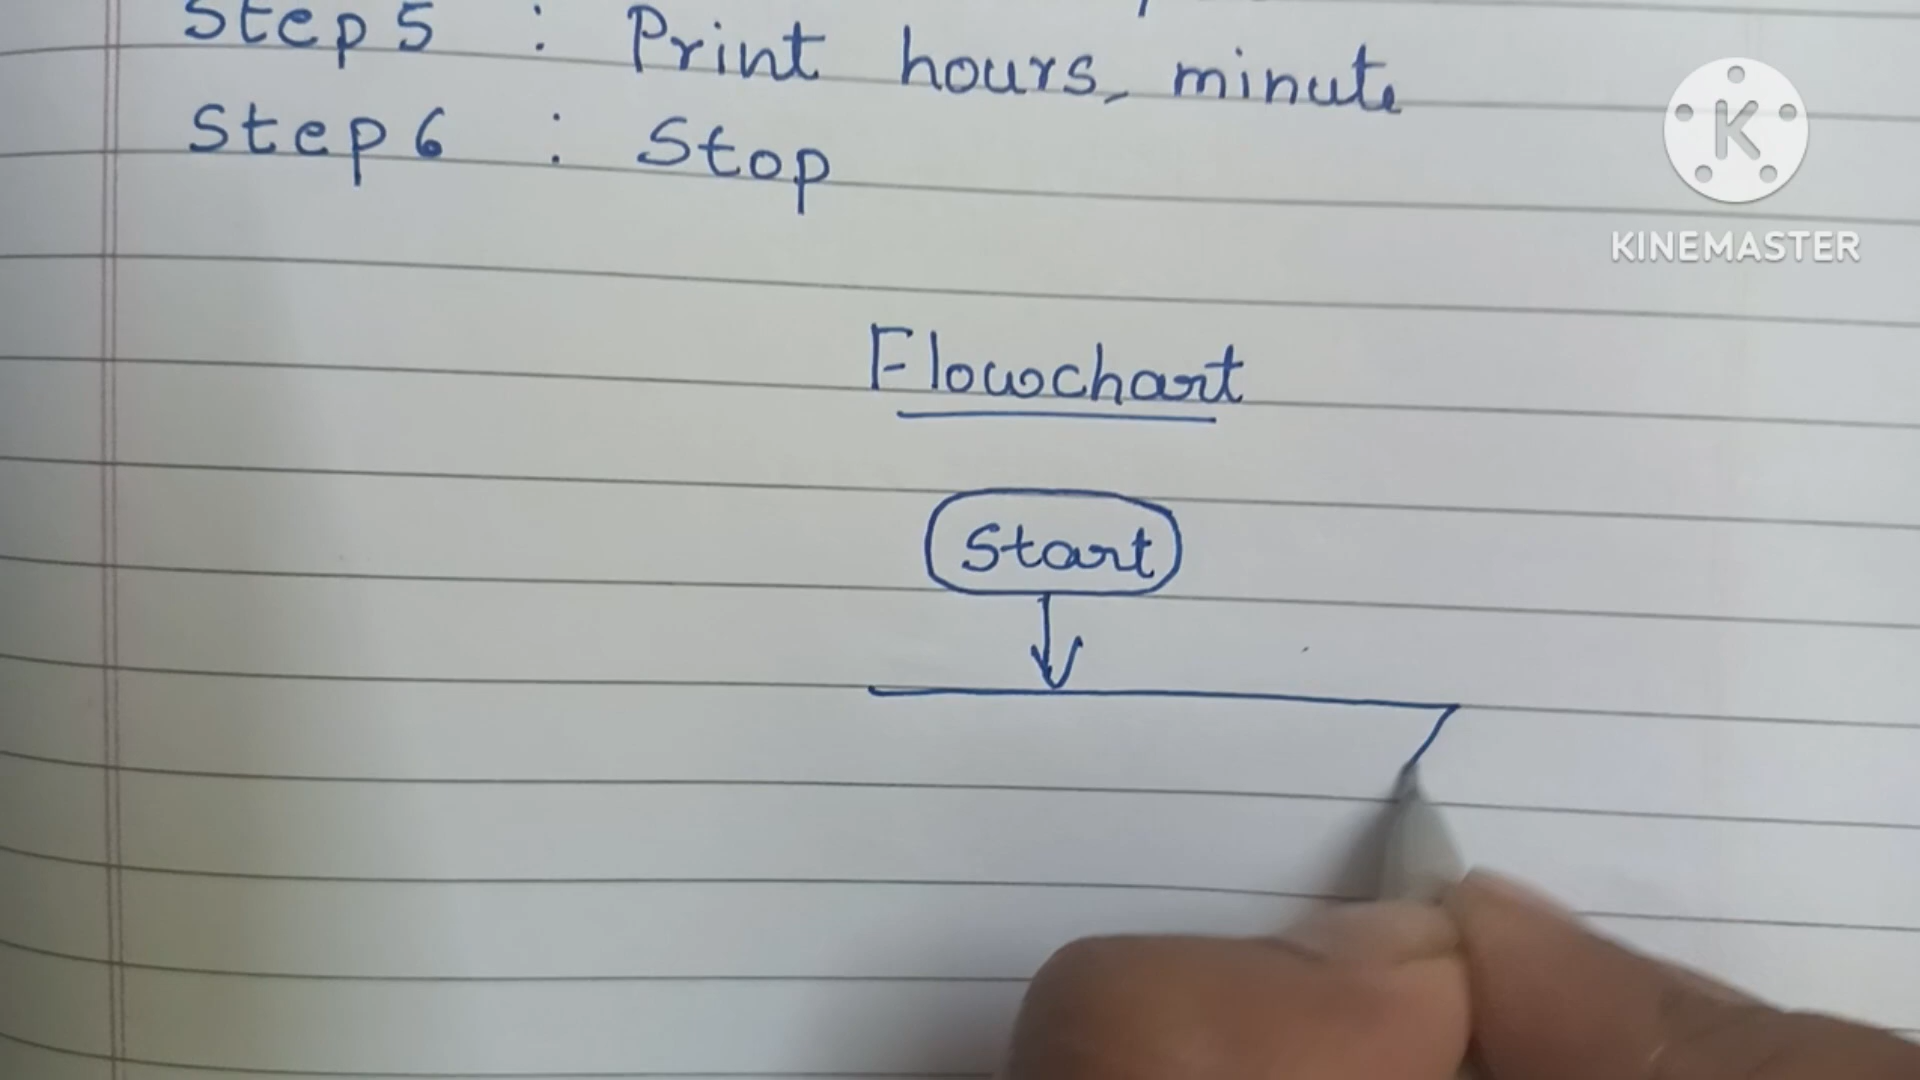 Step 5 : Print hours, minute
Step 6 : Stop
K
KINEMASTER
Flowchart
Start